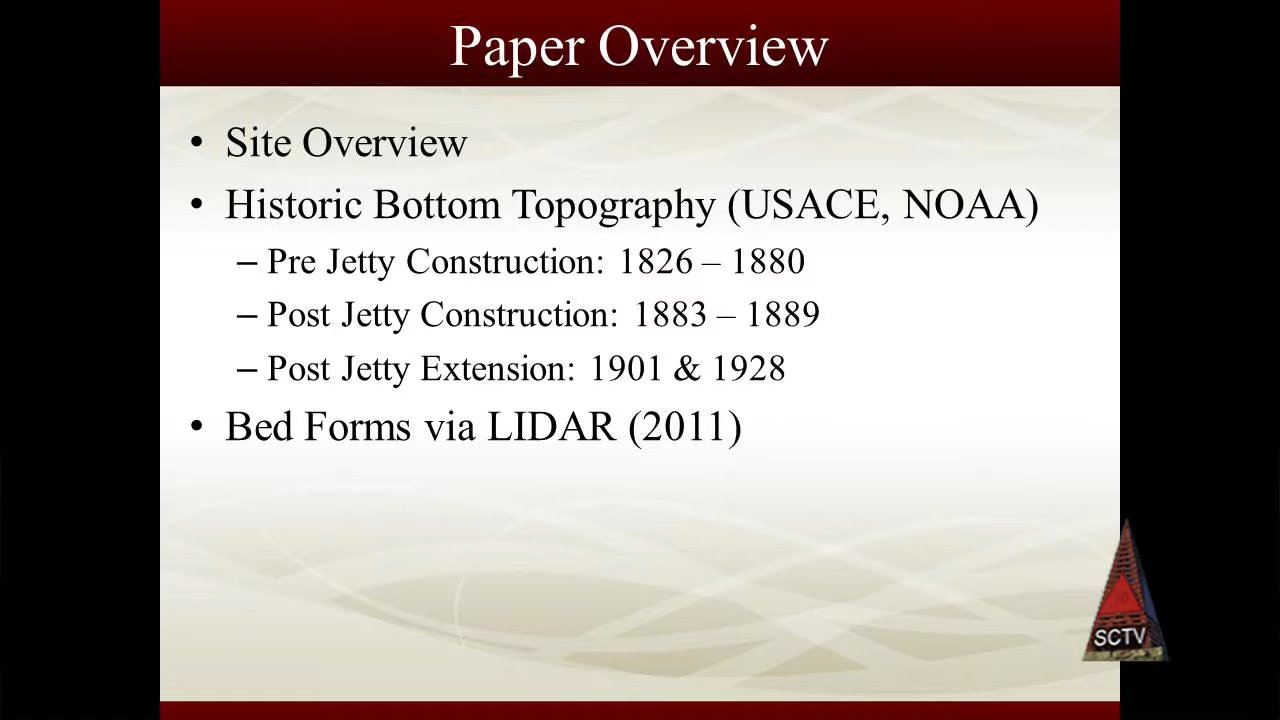 Paper Overview
• Site Overview
• Historic Bottom Topography (USACE, NOAA)
– Pre Jetty Construction: 1826 – 1880
– Post Jetty Construction: 1883 – 1889
– Post Jetty Extension: 1901 & 1928
• Bed Forms via LIDAR (2011)
SCTV